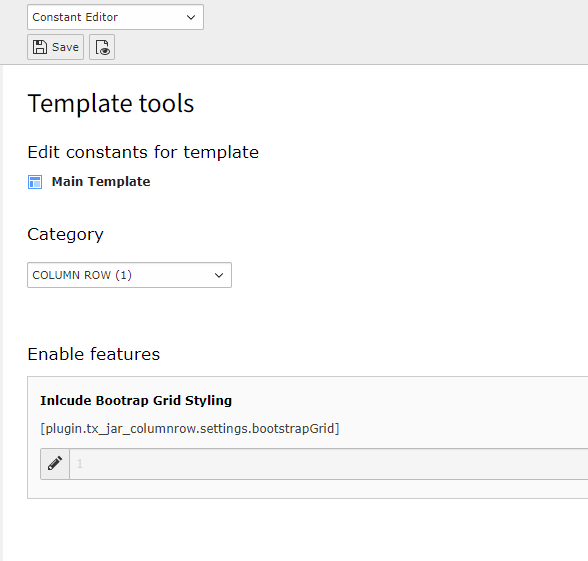 Constant Editor
Save
Template tools
Edit constants for template
Main Template
Category
COLUMN ROW (1)
Enable features
Inlcude Bootrap Grid Styling
[plugin.tx_jar_columnrow.settings.bootstrapGrid]
1